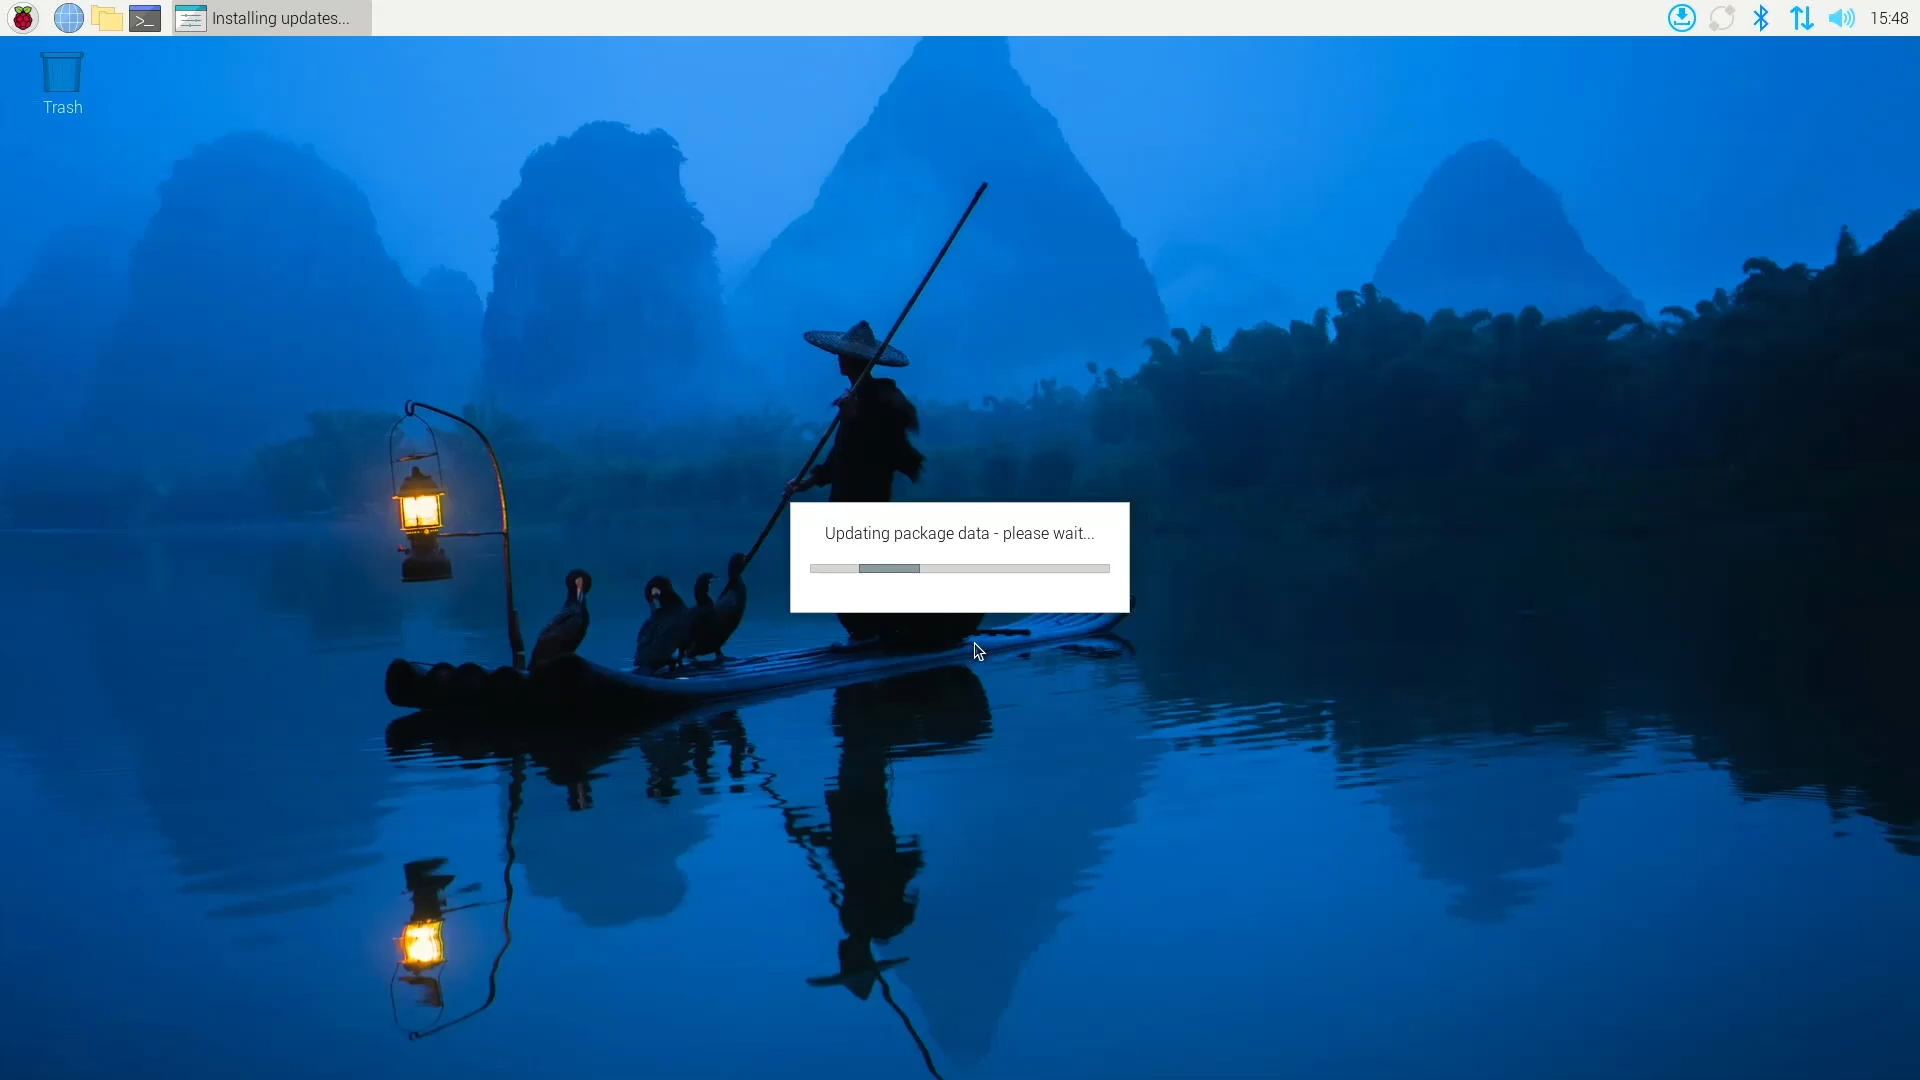 Installing updates...
15:48
Trash
Updating package data - please wait...